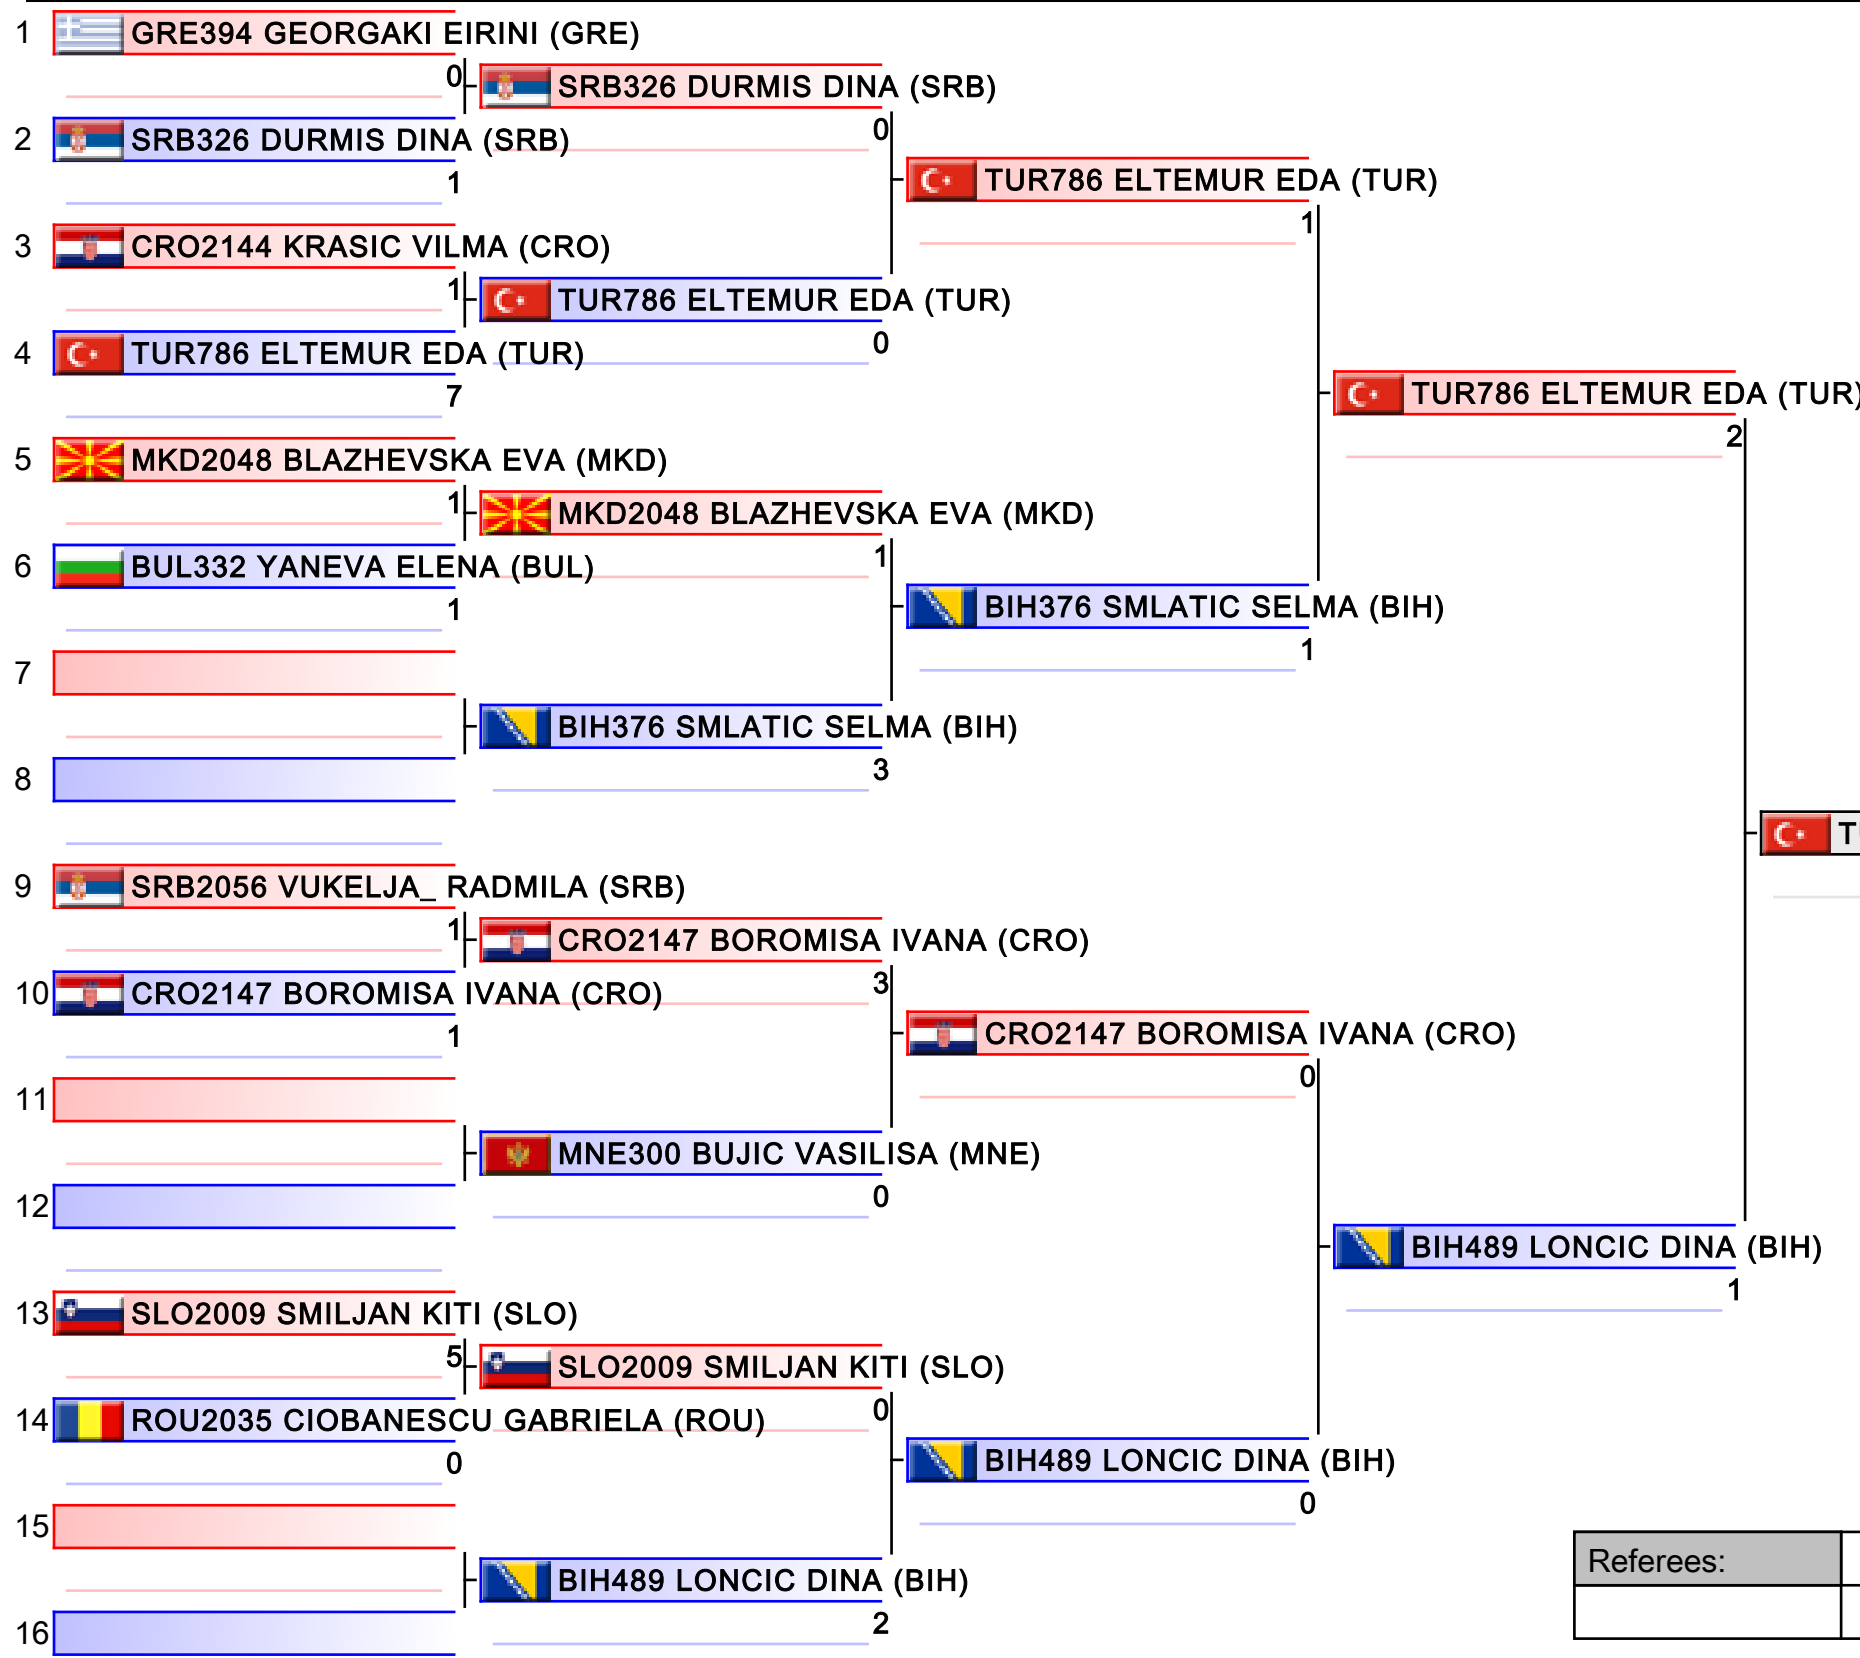 1 GRE394 GEORGAKI EIRINI (GRE)
0
SRB326 DURMIS DINA (SRB)
0
2 SRB326 DURMIS DINA (SRB)
1
TUR786 ELTEMUR EDA (TUR)
1
3 CRO2144 KRASIC VILMA (CRO)
1
TUR786 ELTEMUR EDA (TUR)
0
4 TUR786 ELTEMUR EDA (TUR)
7
TUR786 ELTEMUR EDA (TUR)
2
5 MKD2048 BLAZHEVSKA EVA (MKD)
1
MKD2048 BLAZHEVSKA EVA (MKD)
1
6 BUL332 YANEVA ELENA (BUL)
1
BIH376 SMLATIC SELMA (BIH)
1
7
BIH376 SMLATIC SELMA (BIH)
3
8
9 SRB2056 VUKELJA_ RADMILA (SRB)
1
CRO2147 BOROMISA IVANA (CRO)
3
10 CRO2147 BOROMISA IVANA (CRO)
1
CRO2147 BOROMISA IVANA (CRO)
0
11
MNE300 BUJIC VASILISA (MNE)
0
12
BIH489 LONCIC DINA (BIH)
1
13 SLO2009 SMILJAN KITI (SLO)
5
SLO2009 SMILJAN KITI (SLO)
0
14 ROU2035 CIOBANESCU GABRIELA (ROU)
0
BIH489 LONCIC DINA (BIH)
0
15
BIH489 LONCIC DINA (BIH)
2
16
Referees: